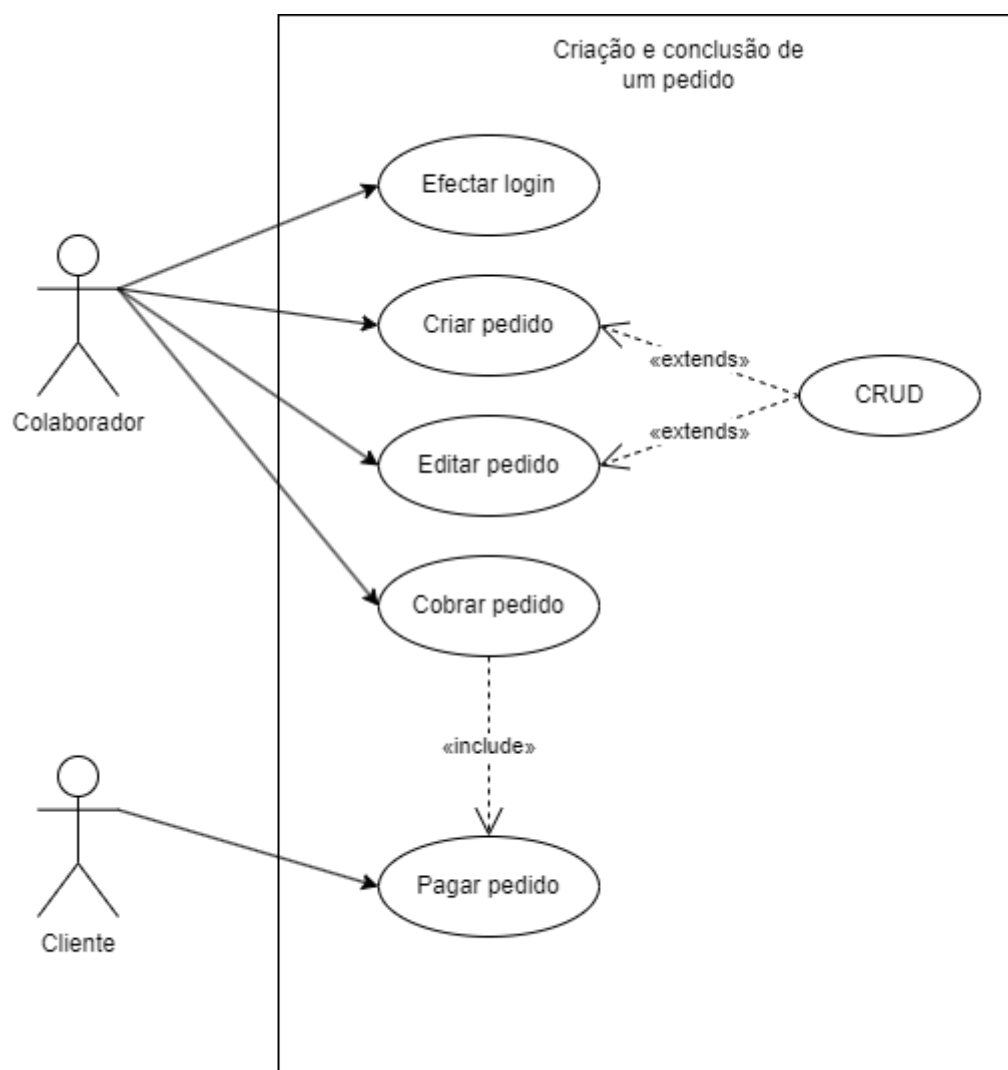 Criação e conclusão de
um pedido
Efectar login
Criar pedido
«extends»
CRUD
Colaborador
«extends»
Editar pedido
Cobrar pedido
«include»
Pagar pedido
Cliente